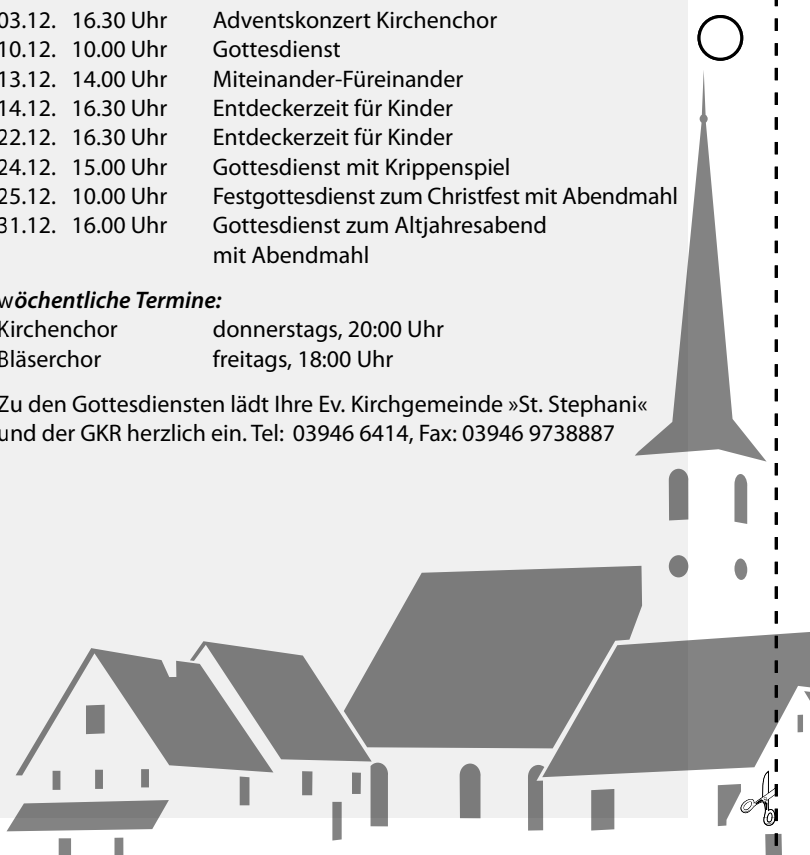 03.12. 16.30 Uhr Adventskonzert Kirchenchor
10.12. 10.00 Uhr Gottesdienst
13.12. 14.00 Uhr Miteinander-Füreinander
14.12. 16.30 Uhr Entdeckerzeit für Kinder
22.12. 16.30 Uhr Entdeckerzeit für Kinder
24.12. 15.00 Uhr Gottesdienst mit Krippenspiel
25.12. 10.00 Uhr Festgottesdienst zum Christfest mit Abendmahl
31.12. 16.00 Uhr Gottesdienst zum Altjahresabend
mit Abendmahl
wöchentliche Termine:
Kirchenchor donnerstags, 20:00 Uhr
Bläserchor freitags, 18:00 Uhr
Zu den Gottesdiensten lädt Ihre Ev. Kirchgemeinde »St. Stephani«
und der GKR herzlich ein. Tel: 03946 6414, Fax: 03946 9738887